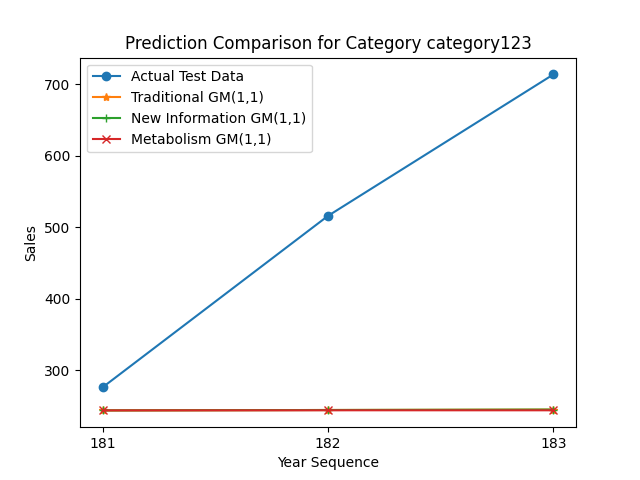 Prediction Comparison for Category category123
Actual Test Data
Traditional GM(1,1)
New Information GM(1,1)
Metabolism GM(1,1)
700
600
500
400
300
Sales
181
182
183
Year Sequence